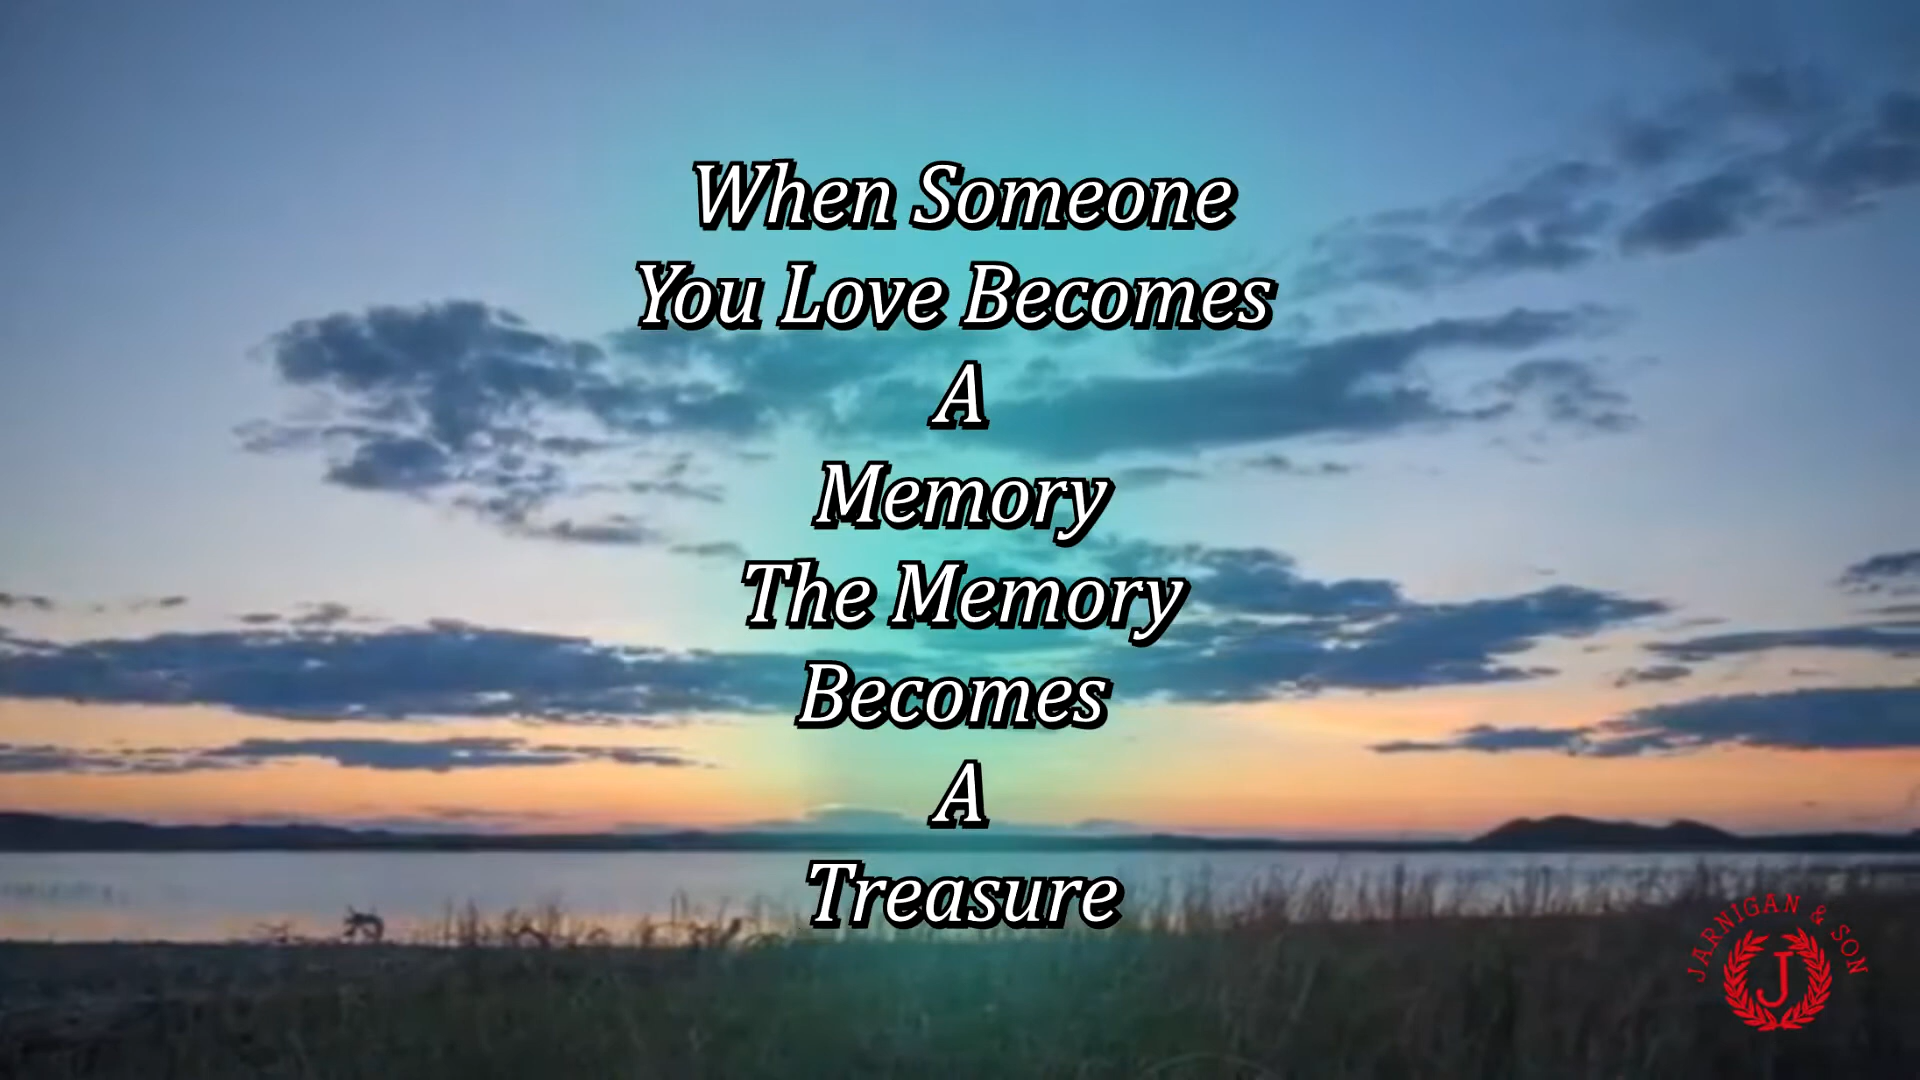 When Someone
You Love Becomes
A
Memory
The Memory
Becomes
A
Treasure
JARNIGAN & SON
J